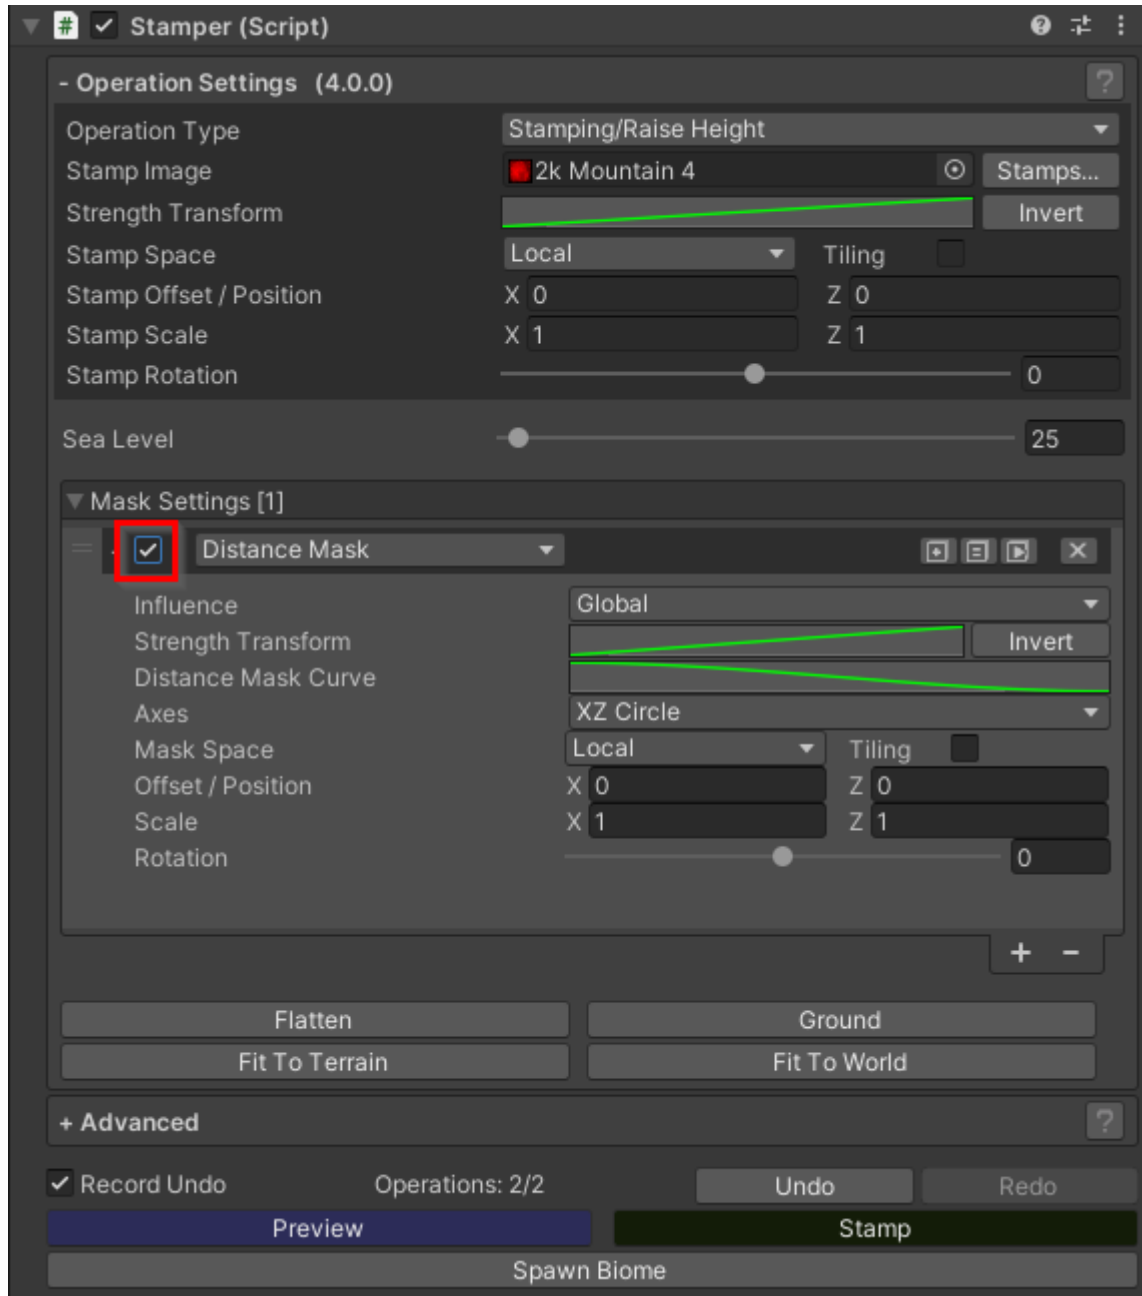 # Stamper (Script)
- Operation Settings (4.0.0) ?
Operation Type Stamping/Raise Height
Stamp Image 2k Mountain 4 Stamps...
Strength Transform Invert
Stamp Space Local Tiling
Stamp Offset / Position X 0 Z 0
Stamp Scale X 1 Z 1
Stamp Rotation 0
Sea Level 25
Mask Settings [1]
Distance Mask
Influence Global
Strength Transform Invert
Distance Mask Curve
Axes XZ Circle
Mask Space Local Tiling
Offset / Position X 0 Z 0
Scale X 1 Z 1
Rotation 0
+ -
Flatten Ground
Fit To Terrain Fit To World
+ Advanced ?
Record Undo Operations: 2/2 Undo Redo
Preview Stamp
Spawn Biome